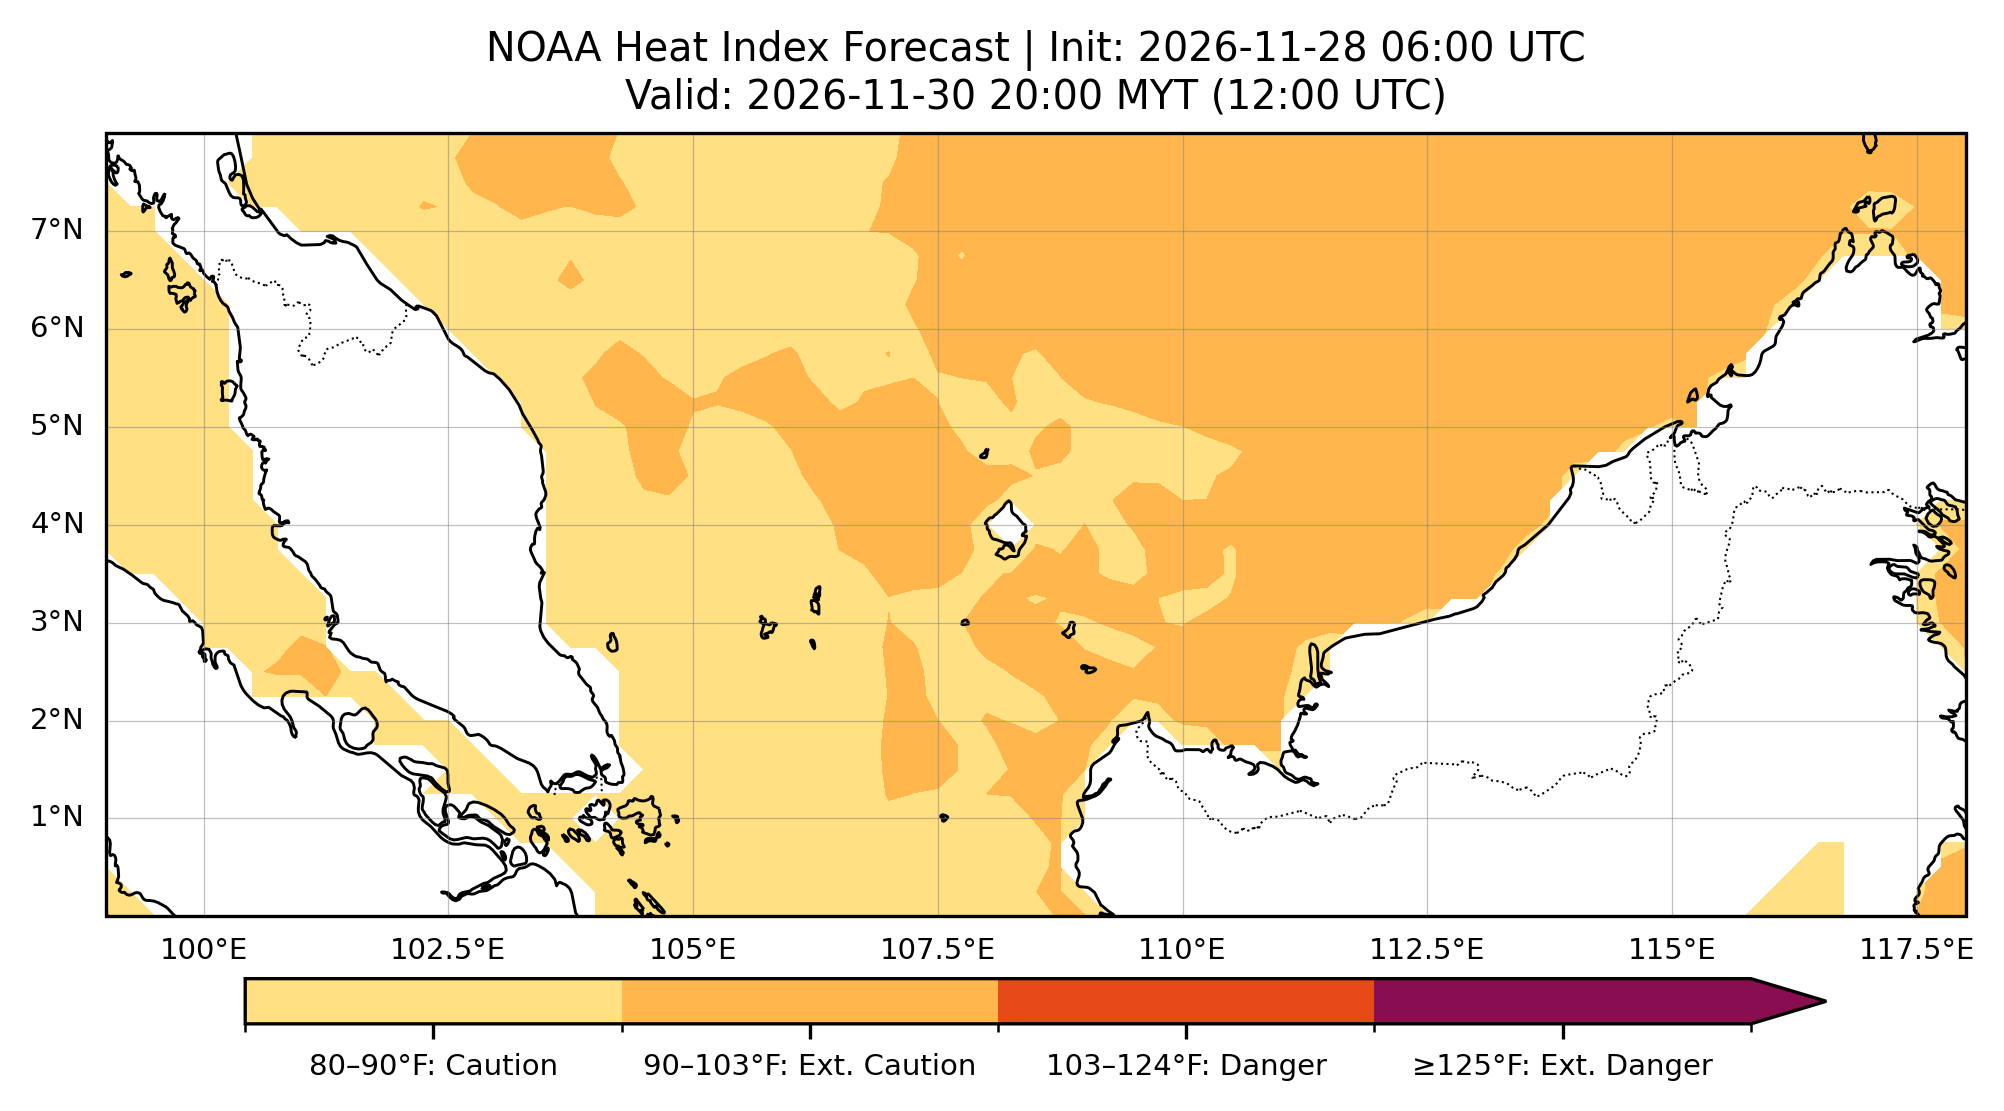 NOAA Heat Index Forecast | Init: 2026-11-28 06:00 UTC
Valid: 2026-11-30 20:00 MYT (12:00 UTC)
7°N
6°N
5°N
4°N
3°N
2°N
1°N
100°E
102.5°E
105°E
107.5°E
110°E
112.5°E
115°E
117.5°E
80–90°F: Caution
90–103°F: Ext. Caution
103–124°F: Danger
≥125°F: Ext. Danger